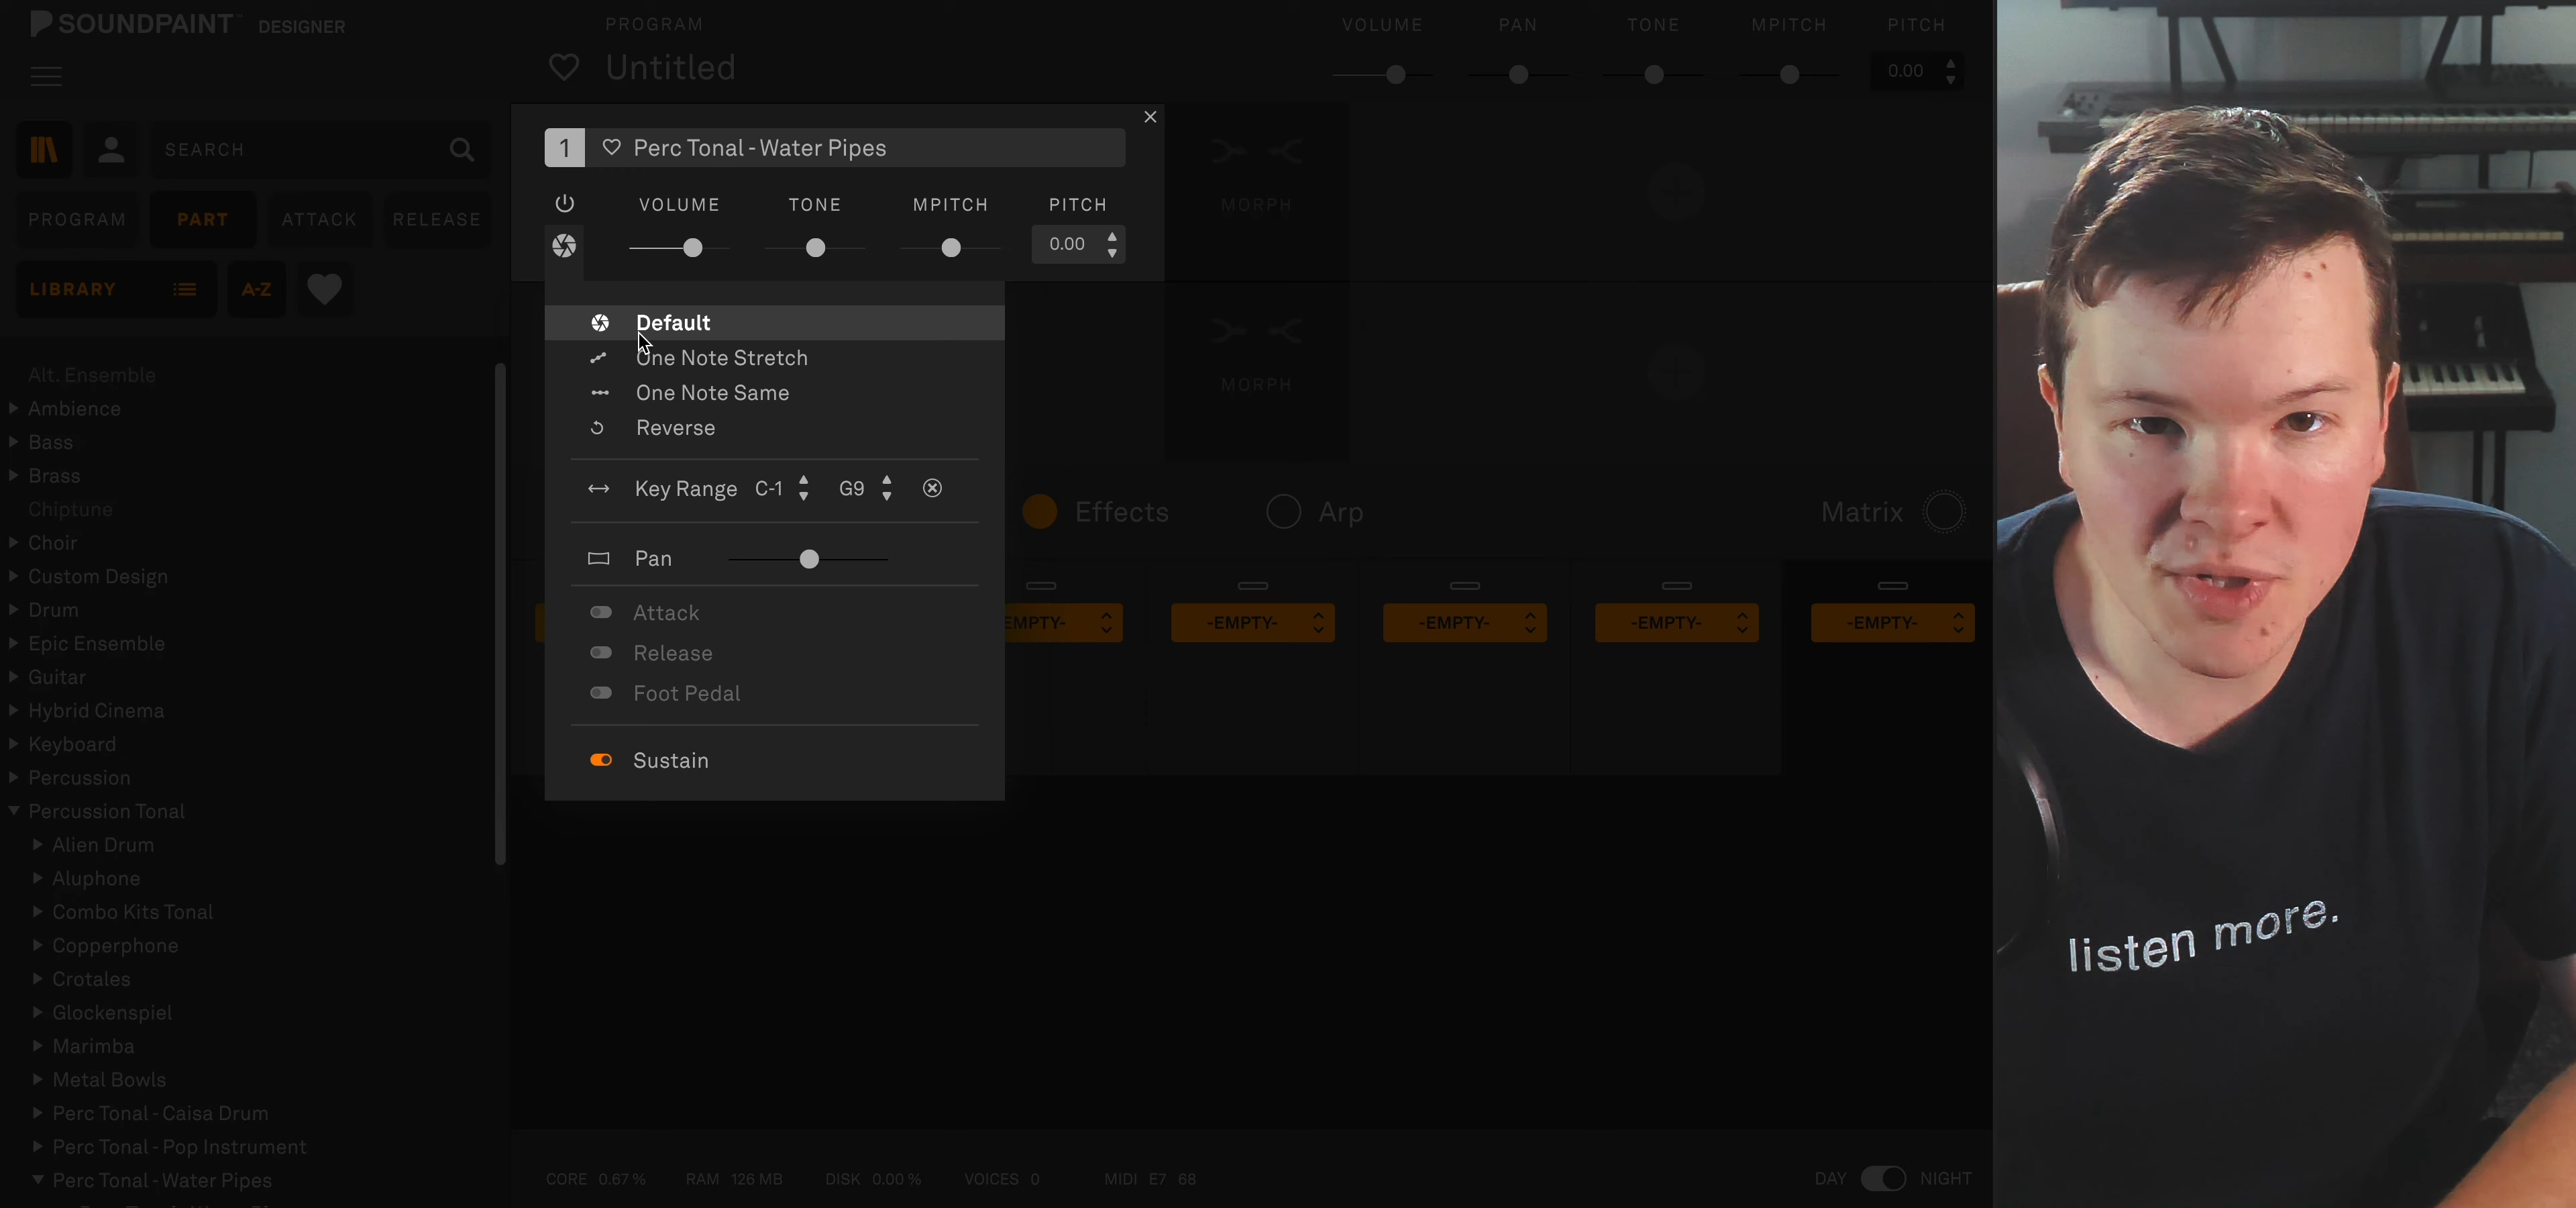 SOUNDPAINT™ DESIGNER
PROGRAM
Untitled
VOLUME PAN TONE MPITCH PITCH
0.00
SEARCH
PROGRAM PART ATTACK RELEASE
LIBRARY A-Z
Alt. Ensemble
Ambience
Bass
Brass
Chiptune
Choir
Custom Design
Drum
Epic Ensemble
Guitar
Hybrid Cinema
Keyboard
Percussion
Percussion Tonal
Alien Drum
Aluphone
Combo Kits Tonal
Copperphone
Crotales
Glockenspiel
Marimba
Metal Bowls
Perc Tonal - Caisa Drum
Perc Tonal - Pop Instrument
Perc Tonal - Water Pipes
1 Perc Tonal - Water Pipes
VOLUME TONE MPITCH PITCH
0.00
Default
One Note Stretch
One Note Same
Reverse
Key Range C-1 G9
Pan
Attack
Release
Foot Pedal
Sustain
MORPH
MORPH
Effects Arp Matrix
EMPTY- -EMPTY- -EMPTY- -EMPTY- -EMPTY-
CORE 0.67 % RAM 126 MB DISK 0.00 % VOICES 0 MIDI E7 68
DAY NIGHT
listen more.